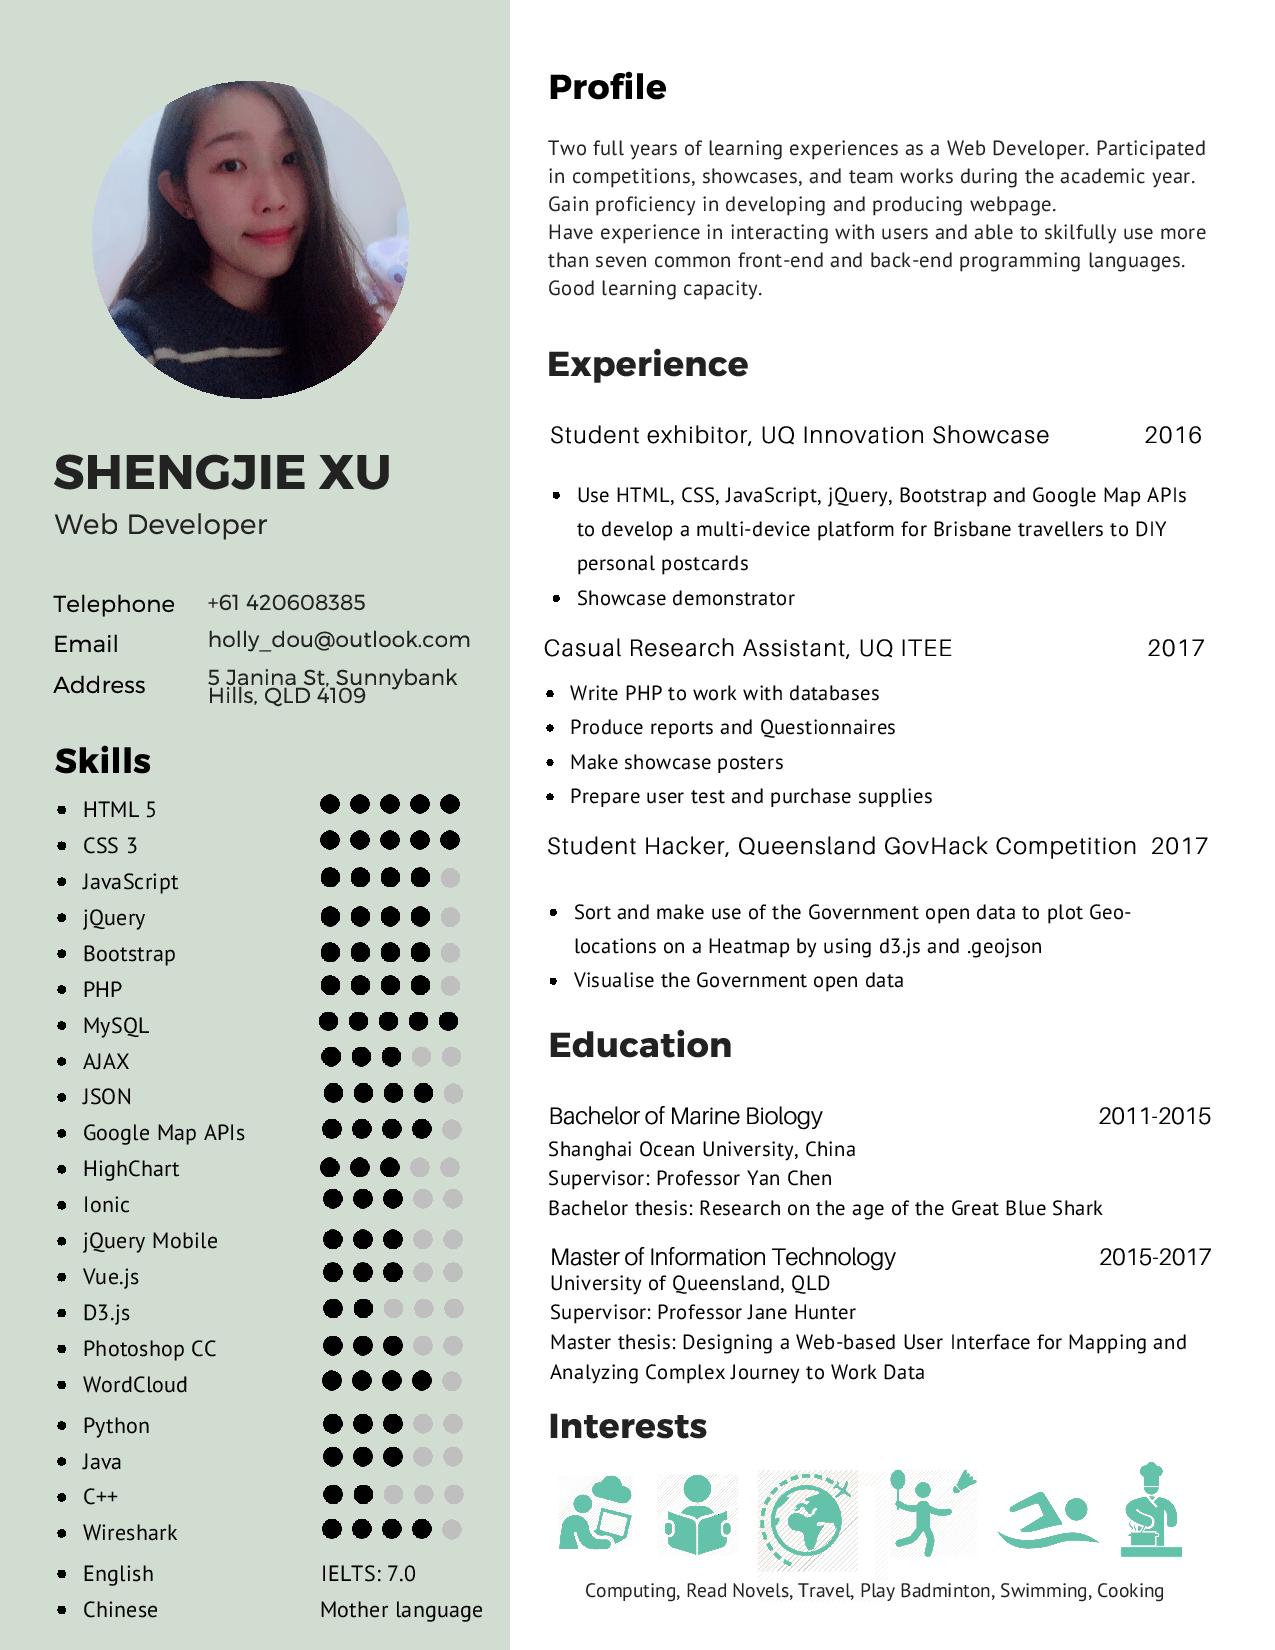 SHENGJIE XU
Web Developer
Telephone +61 420608385
Email holly_dou@outlook.com
Address 5 Janina St, Sunnybank
Hills, QLD 4109
Skills
• HTML 5
• CSS 3
• JavaScript
• jQuery
• Bootstrap
• PHP
• MySQL
• AJAX
• JSON
• Google Map APIs
• HighChart
• Ionic
• jQuery Mobile
• Vue.js
• D3.js
• Photoshop CC
• WordCloud
• Python
• Java
• C++
• Wireshark
• English IELTS: 7.0
• Chinese Mother language
Profile
Two full years of learning experiences as a Web Developer. Participated
in competitions, showcases, and team works during the academic year.
Gain proficiency in developing and producing webpage.
Have experience in interacting with users and able to skilfully use more
than seven common front-end and back-end programming languages.
Good learning capacity.
Experience
Student exhibitor, UQ Innovation Showcase 2016
• Use HTML, CSS, JavaScript, jQuery, Bootstrap and Google Map APIs
to develop a multi-device platform for Brisbane travellers to DIY
personal postcards
• Showcase demonstrator
Casual Research Assistant, UQ ITEE 2017
• Write PHP to work with databases
• Produce reports and Questionnaires
• Make showcase posters
• Prepare user test and purchase supplies
Student Hacker, Queensland GovHack Competition 2017
• Sort and make use of the Government open data to plot Geo-
locations on a Heatmap by using d3.js and .geojson
• Visualise the Government open data
Education
Bachelor of Marine Biology 2011-2015
Shanghai Ocean University, China
Supervisor: Professor Yan Chen
Bachelor thesis: Research on the age of the Great Blue Shark
Master of Information Technology 2015-2017
University of Queensland, QLD
Supervisor: Professor Jane Hunter
Master thesis: Designing a Web-based User Interface for Mapping and
Analyzing Complex Journey to Work Data
Interests
Computing, Read Novels, Travel, Play Badminton, Swimming, Cooking